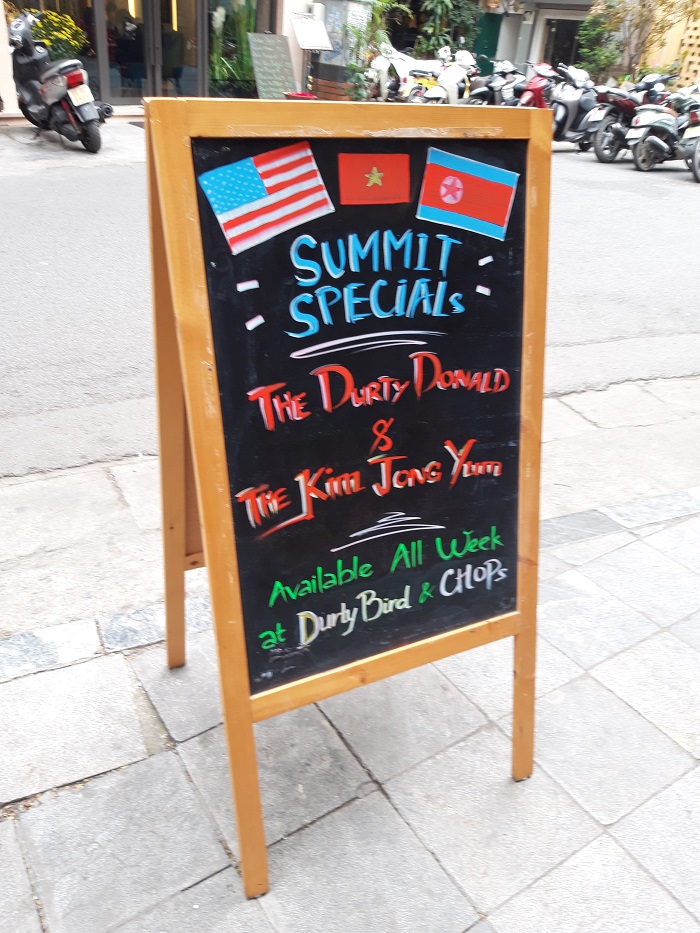 SUMMIT
SPECIALs
THE DURTY DONALD
&
THE Kim JONG Yum
Available All Week
at Durty Bird & CHOPs